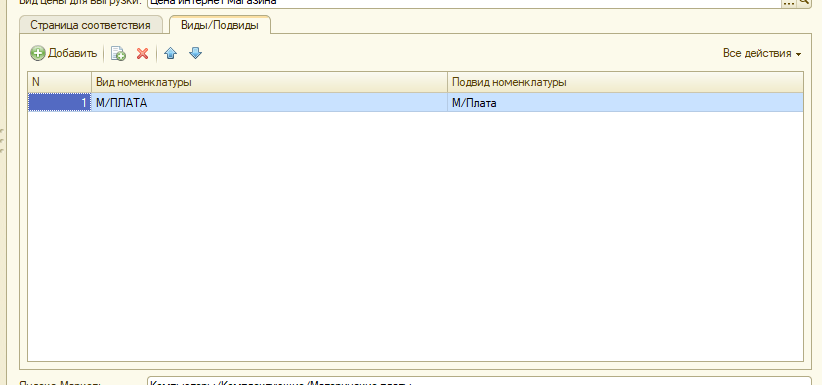 Вид цены для выгрузки: Цена интернет магазина
Страница соответствия Виды/Подвиды
Добавить Все действия
N Вид номенклатуры Подвид номенклатуры
1 М/ПЛАТА М/Плата
Яндекс Маркет: Компьютеры/Комплектующие/Материнские платы